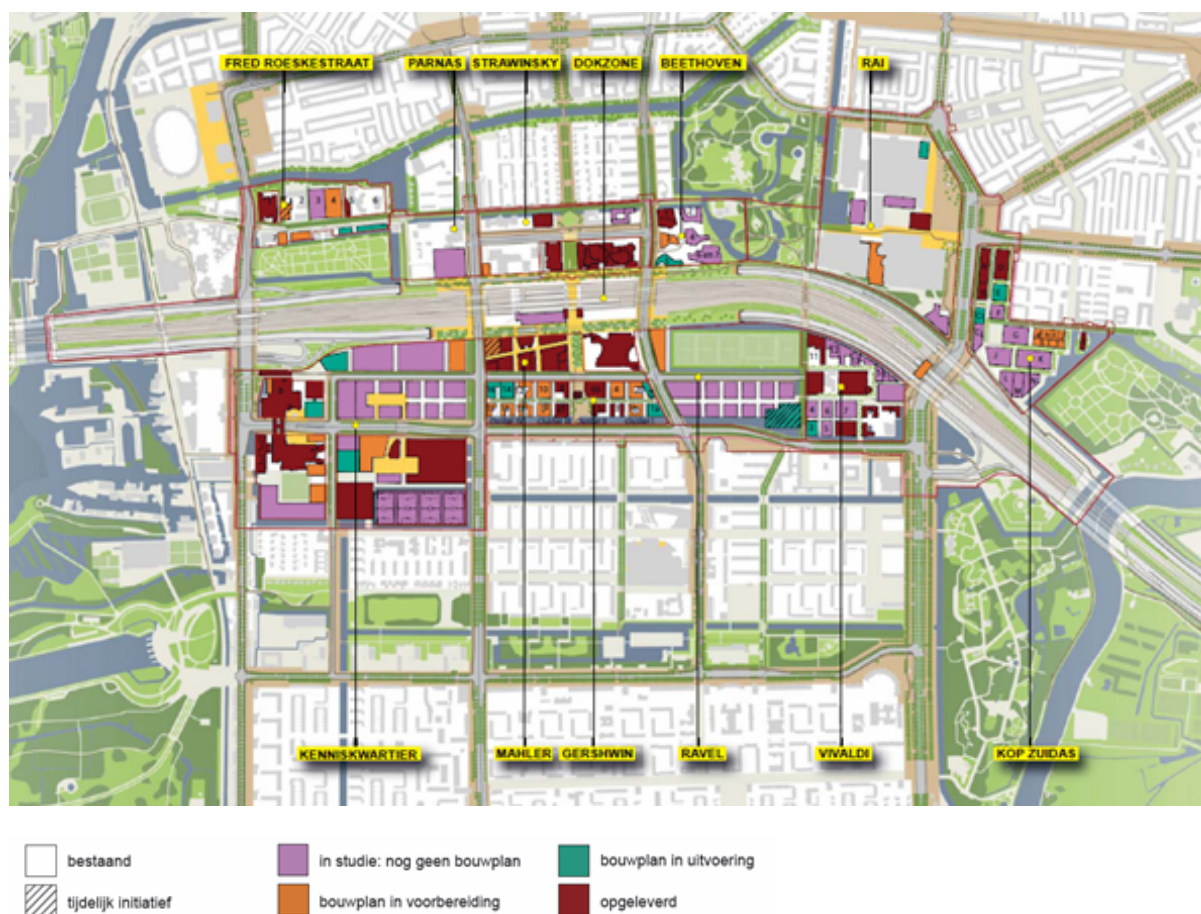 FRED ROESKESTRAAT
PARNAS
STRAWINSKY
DOKZONE
BEETHOVEN
RAI
KENNISKWARTIER
MAHLER
GERSHWIN
RAVEL
VIVALDI
KOP ZUIDAS
bestaand
in studie: nog geen bouwplan
bouwplan in uitvoering
tijdelijk initiatief
bouwplan in voorbereiding
opgeleverd